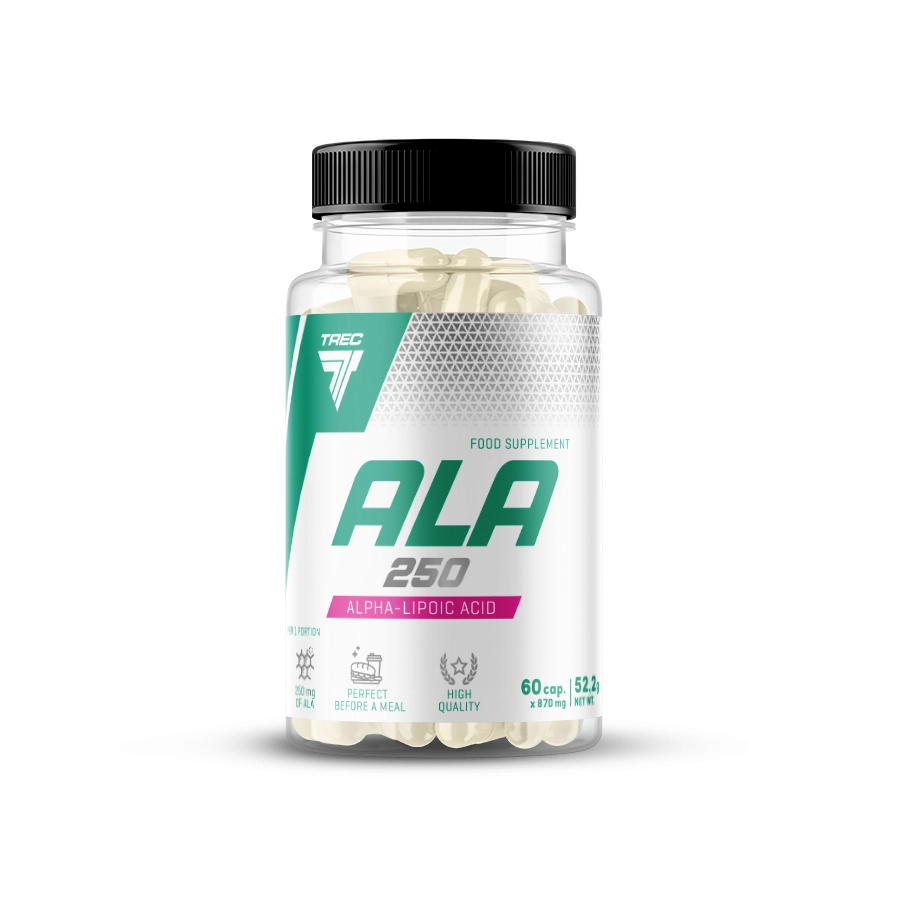 TREC
FOOD SUPPLEMENT
ALA
250
ALPHA-LIPOIC ACID
1 PORTION
250 mg
OF ALA
PERFECT
BEFORE A MEAL
HIGH
QUALITY
60 cap.
x 870 mg
52,2g
NET WT.